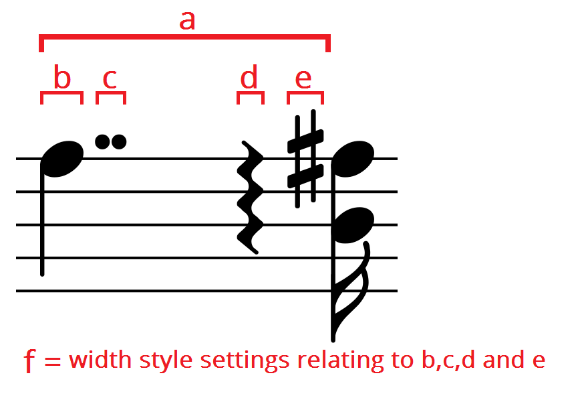 a
b c d e
f = width style settings relating to b,c,d and e